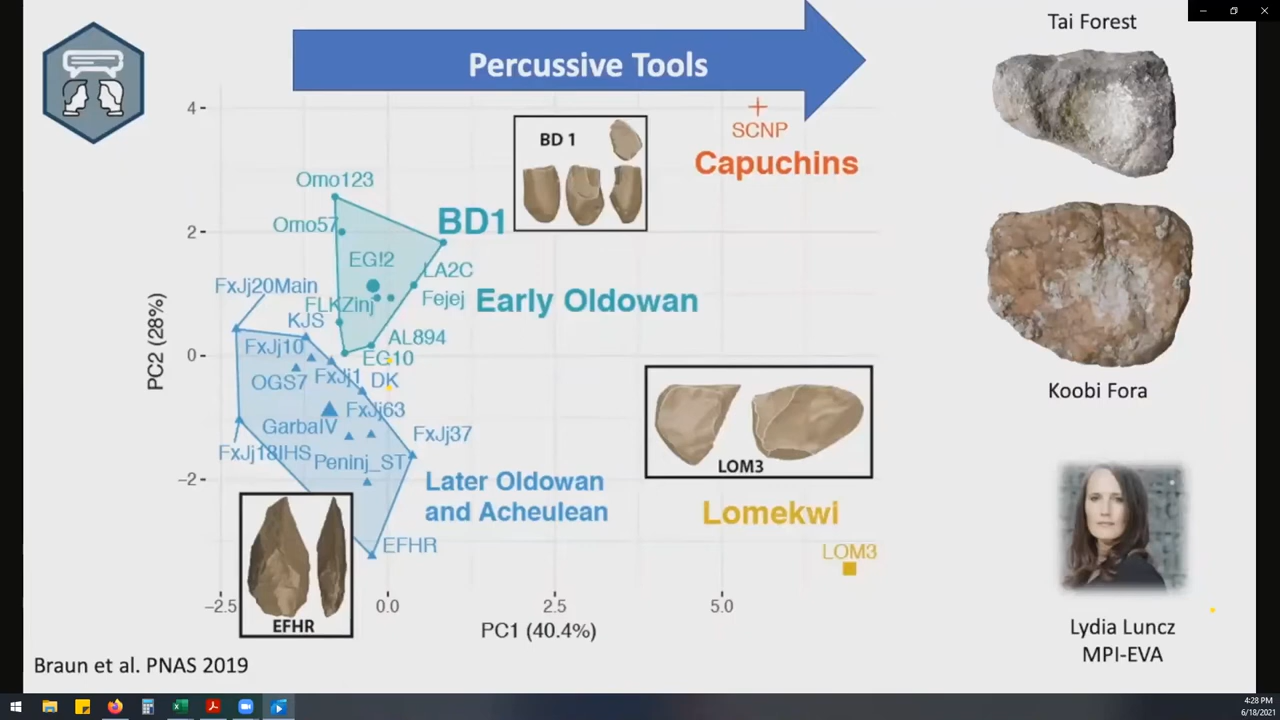 Percussive Tools
Tai Forest
4
SCNP
Capuchins
BD 1
Omo123
2
Omo57
BD1
EG!2
LA2C
FxJj20Main
FLKZinj
Fejej
Early Oldowan
KJS
AL894
0
FxJj10
EG10
OGS7
FxJj1
DK
FxJj63
GarbaIV
FxJj37
FxJj18IHS
Peninj_ST
PC2 (28%)
Koobi Fora
LOM3
−2
Later Oldowan
and Acheulean
Lomekwi
EFHR
LOM3
−2.5
0.0
2.5
5.0
EFHR
PC1 (40.4%)
Lydia Luncz
MPI-EVA
Braun et al. PNAS 2019
4:28 PM
6/18/2021